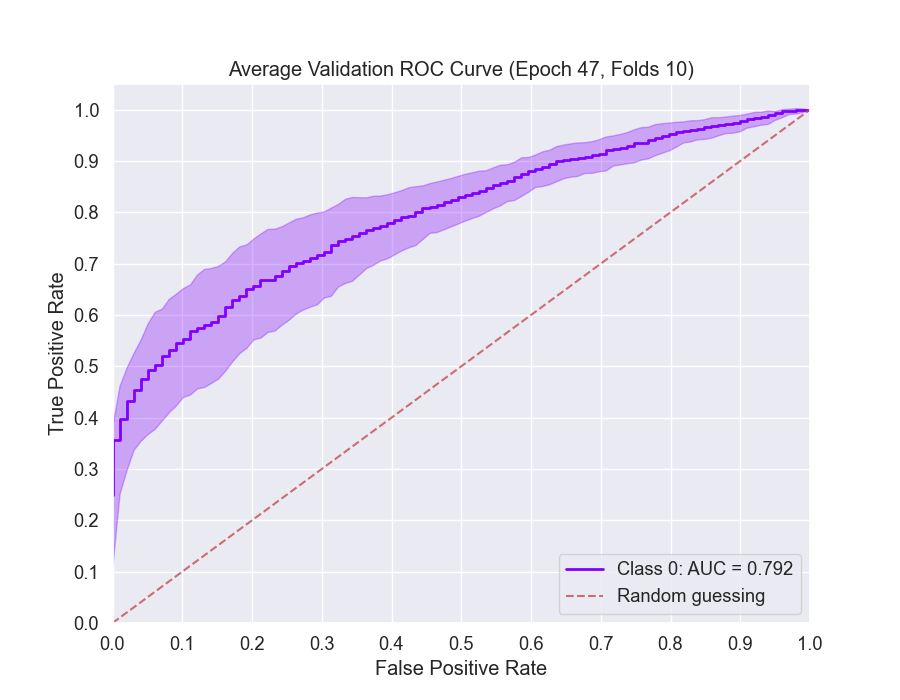 Average Validation ROC Curve (Epoch 47, Folds 10)
True Positive Rate
1.0
0.9
0.8
0.7
0.6
0.5
0.4
0.3
0.2
0.1
0.0
Class 0: AUC = 0.792
Random guessing
0.0 0.1 0.2 0.3 0.4 0.5 0.6 0.7 0.8 0.9 1.0
False Positive Rate